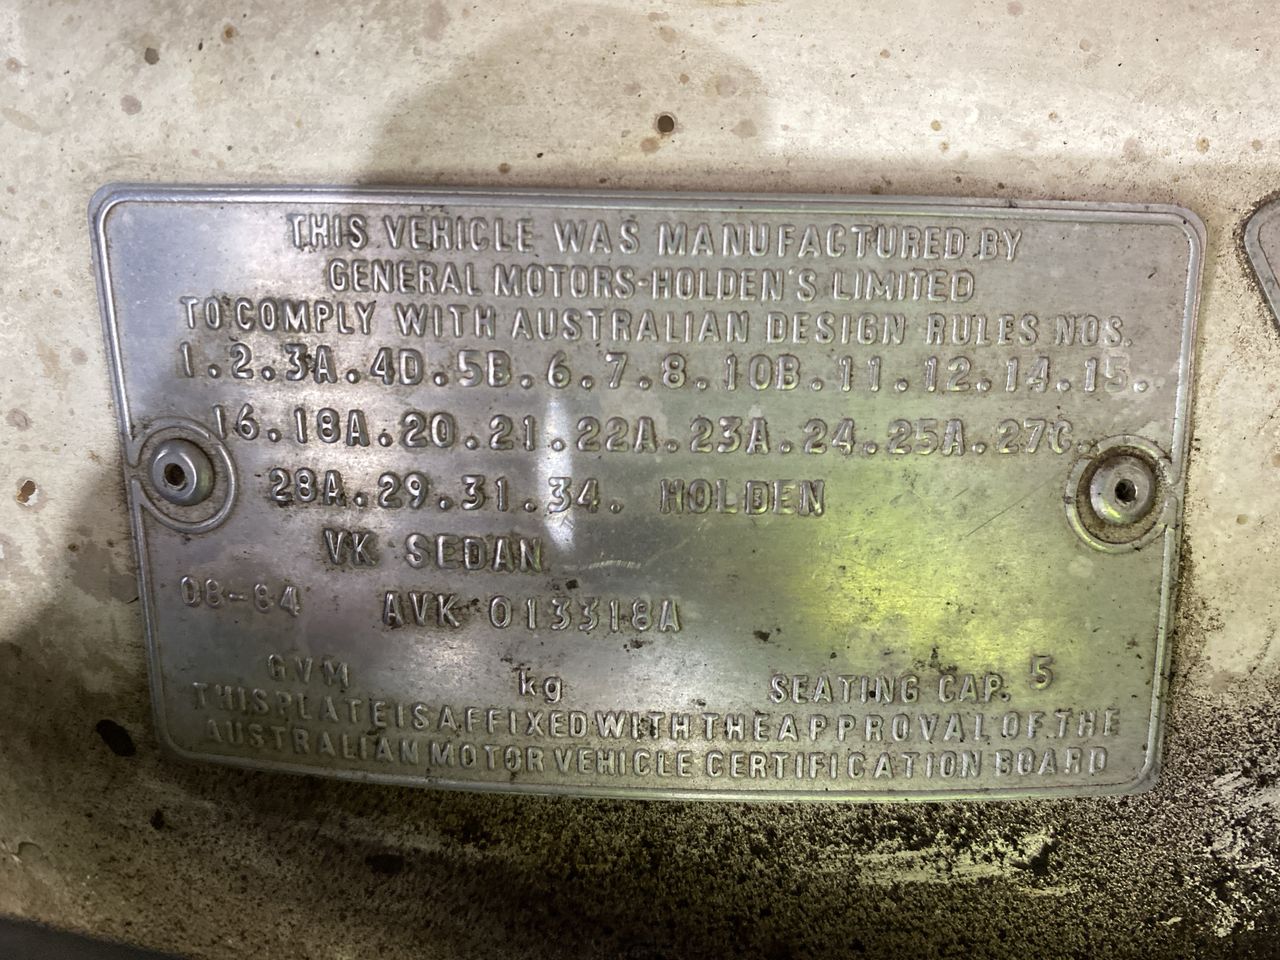 THIS VEHICLE WAS MANUFACTURED BY
GENERAL MOTORS-HOLDEN'S LIMITED
TO COMPLY WITH AUSTRALIAN DESIGN RULES NOS.
1.2.3A.4D.5B.6.7.8.10B.11.12.14.15.
16.18A.20.21.22A.23A.24.25A.27C.
28A.29.31.34. HOLDEN
VK SEDAN
08-84 AVK 013318A
GVM kg SEATING CAP. 5
THIS PLATE IS AFFIXED WITH THE APPROVAL OF THE
AUSTRALIAN MOTOR VEHICLE CERTIFICATION BOARD